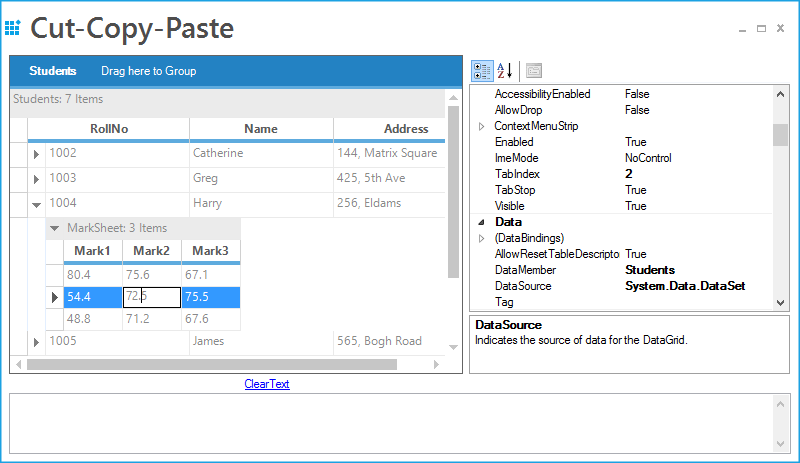 Cut-Copy-Paste
Students Drag here to Group
Students: 7 Items
RollNo Name Address
1002 Catherine 144, Matrix Square
1003 Greg 425, 5th Ave
1004 Harry 256, Eldams
MarkSheet: 3 Items
Mark1 Mark2 Mark3
80.4 75.6 67.1
54.4 72.5 75.5
48.8 71.2 67.6
1005 James 565, Bogh Road
ClearText
AccessibilityEnabled False
AllowDrop False
ContextMenuStrip
Enabled True
ImeMode NoControl
TabIndex 2
TabStop True
Visible True
Data
(DataBindings)
AllowResetTableDescripto True
DataMember Students
DataSource System.Data.DataSet
Tag
DataSource
Indicates the source of data for the DataGrid.